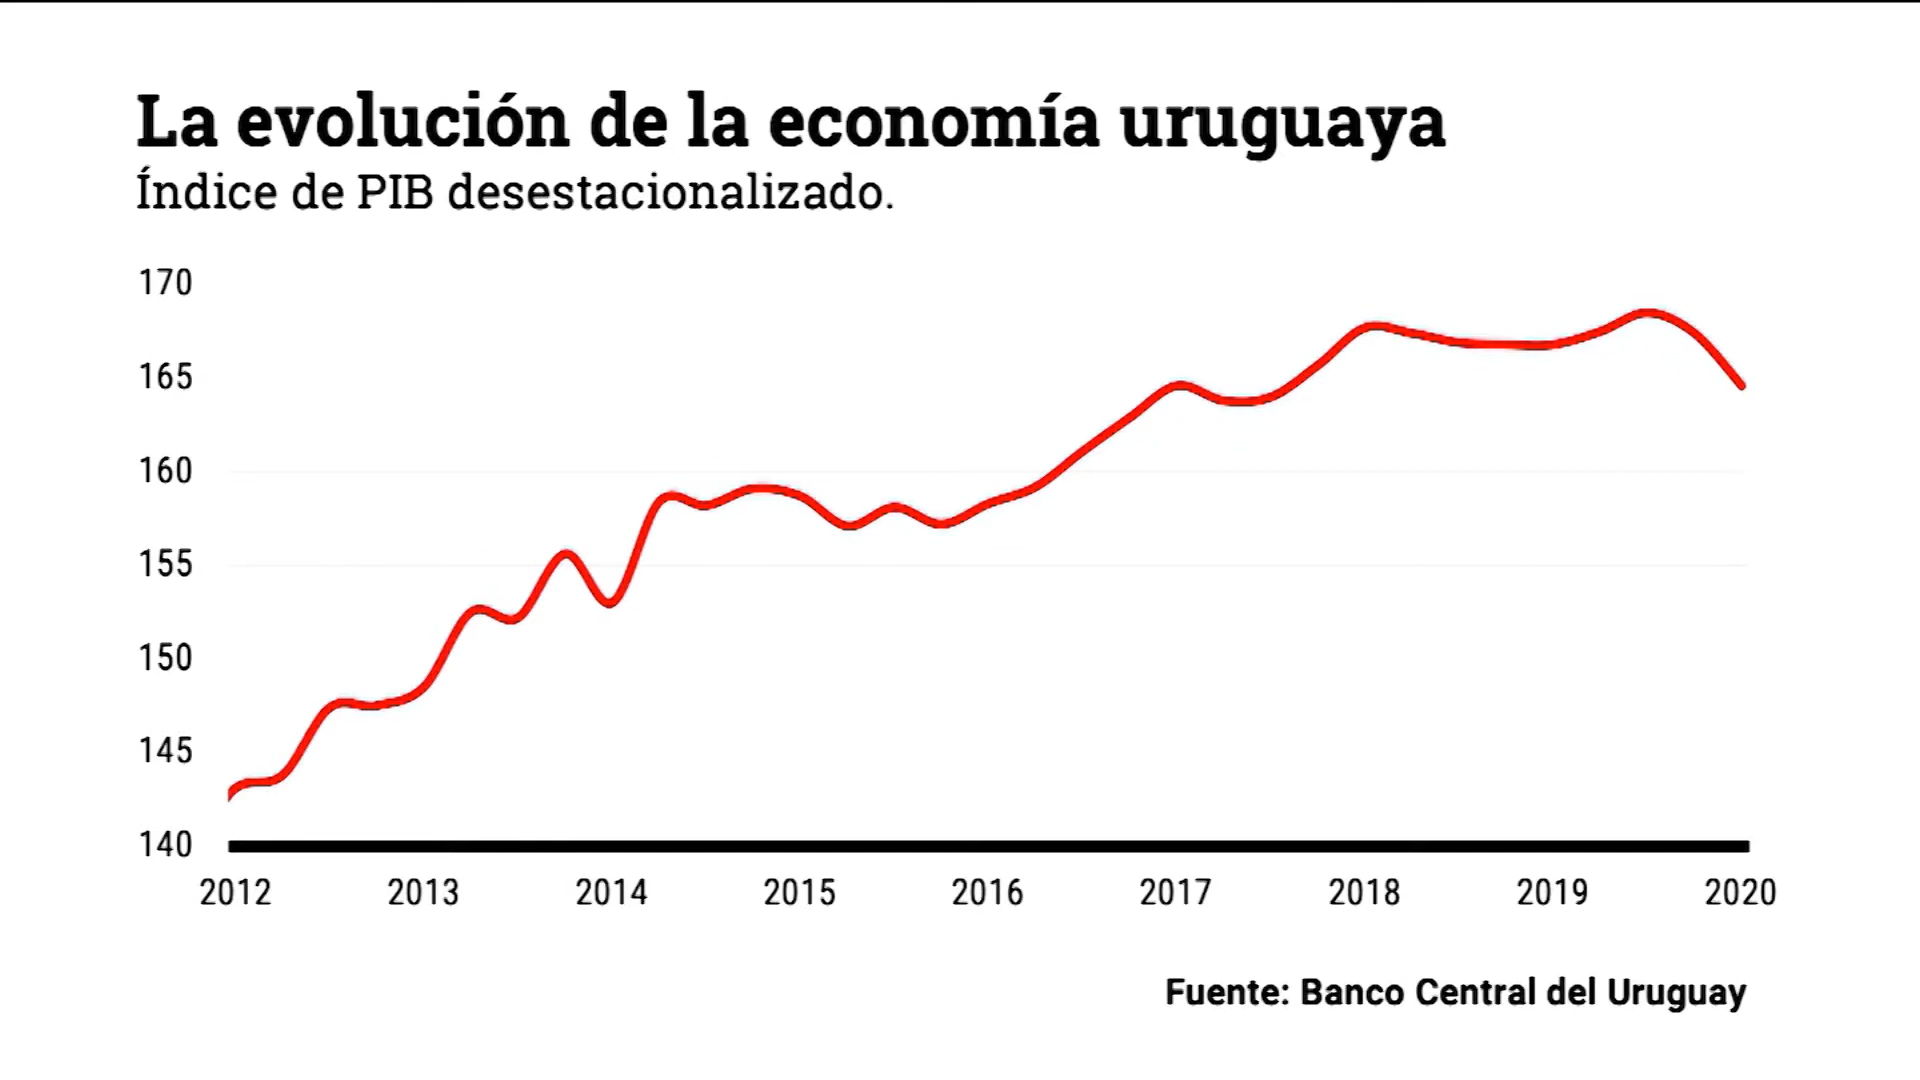 La evolución de la economía uruguaya
Índice de PIB desestacionalizado.
170
165
160
155
150
145
140
2012 2013 2014 2015 2016 2017 2018 2019 2020
Fuente: Banco Central del Uruguay